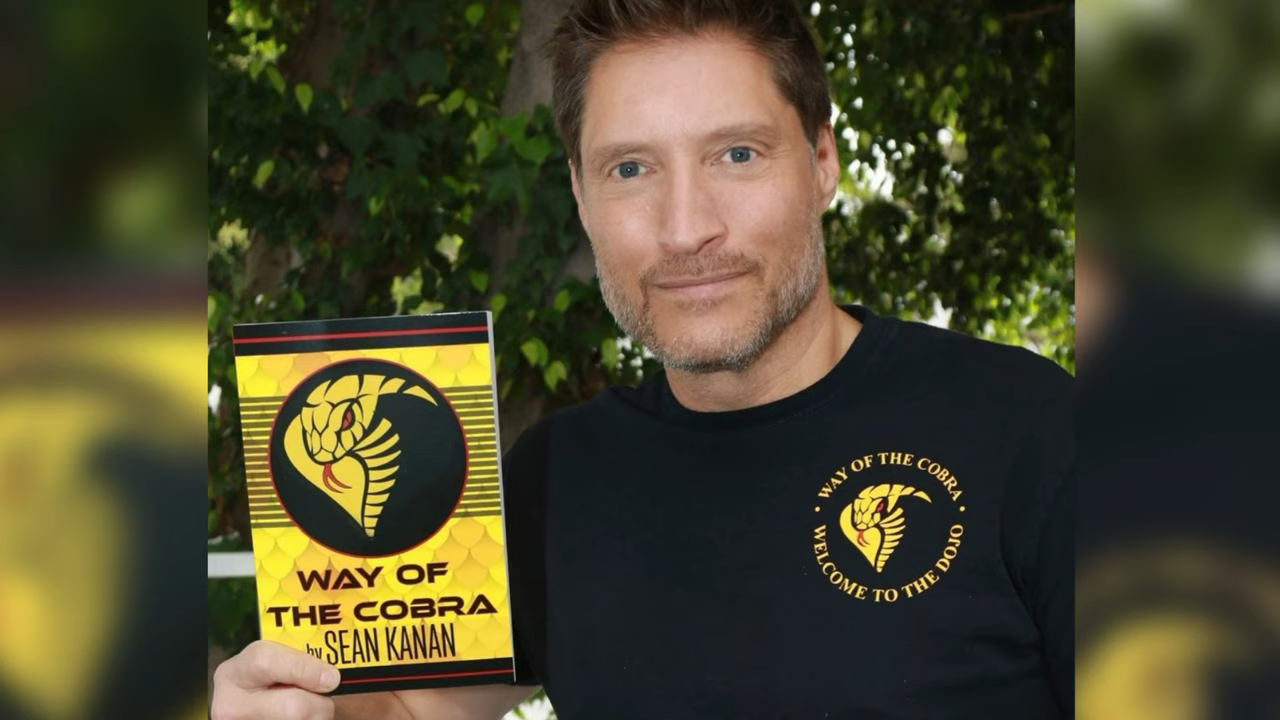 WAY OF
THE COBRA
by SEAN KANAN
WAY OF THE COBRA
WELCOME TO THE DOJO